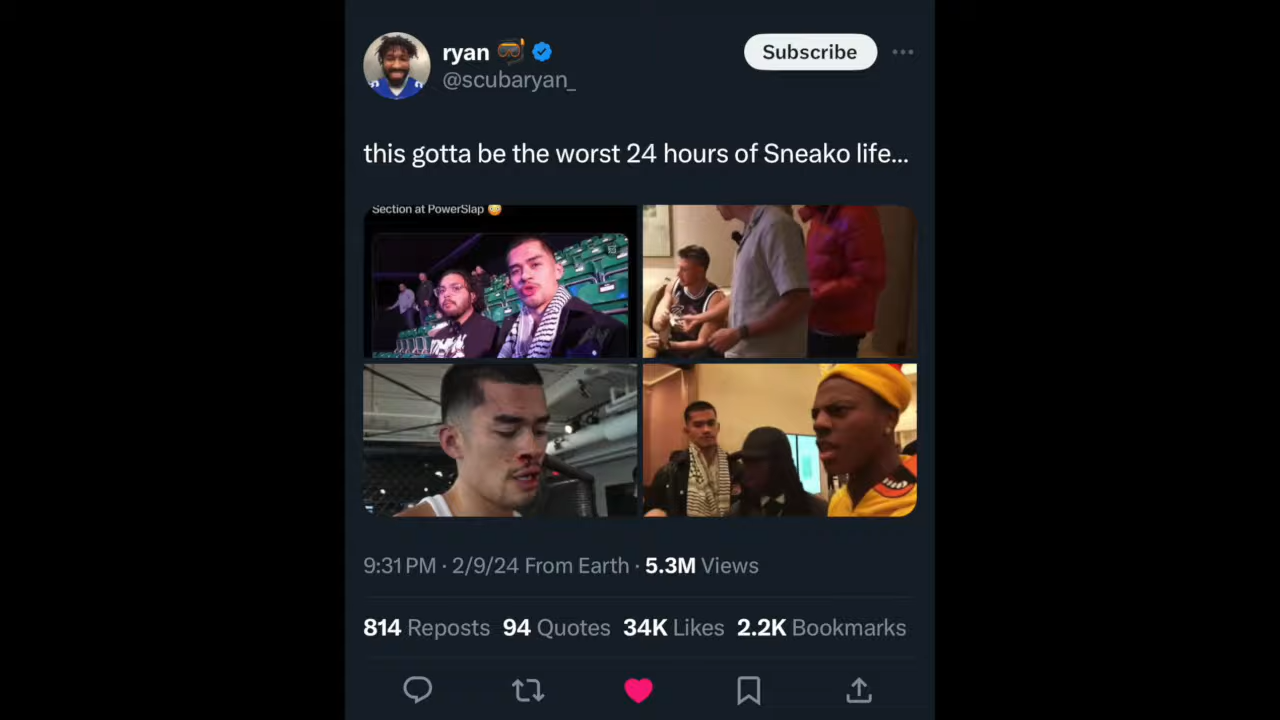 ryan
Subscribe
@scubaryan_
this gotta be the worst 24 hours of Sneako life...
Section at PowerSlap
9:31 PM · 2/9/24 From Earth · 5.3M Views
814 Reposts 94 Quotes 34K Likes 2.2K Bookmarks